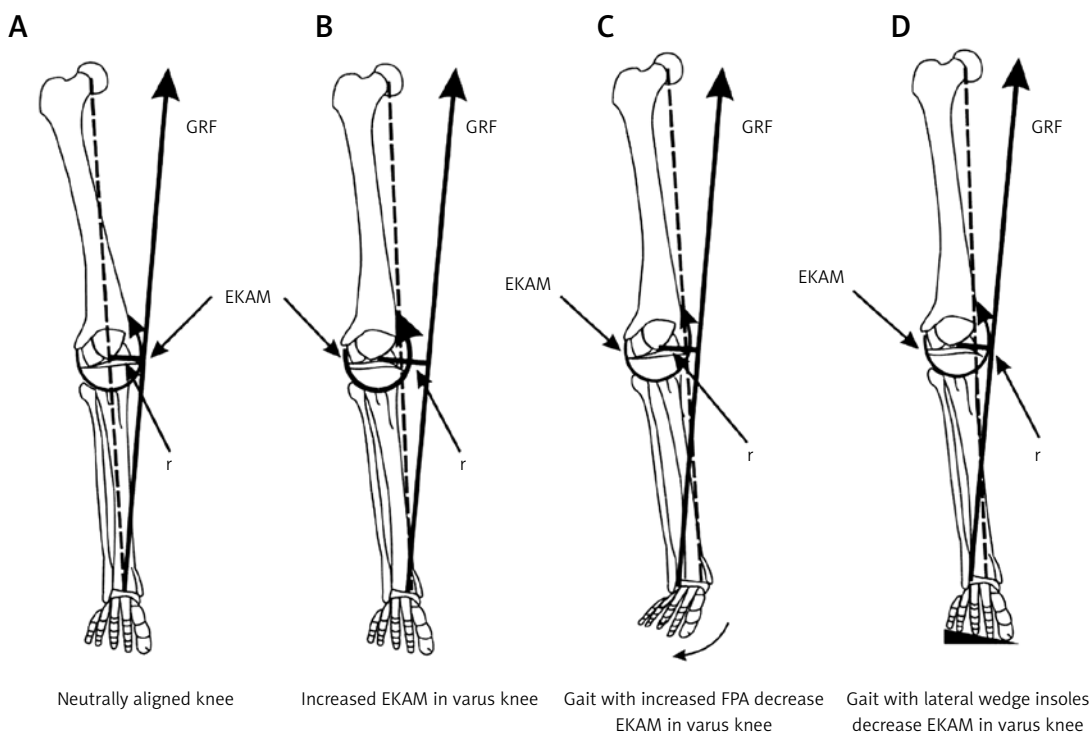 A
B
C
D
GRF
GRF
GRF
GRF
EKAM
EKAM
EKAM
r
r
r
r
Neutrally aligned knee
Increased EKAM in varus knee
Gait with increased FPA decrease
EKAM in varus knee
Gait with lateral wedge insoles
decrease EKAM in varus knee